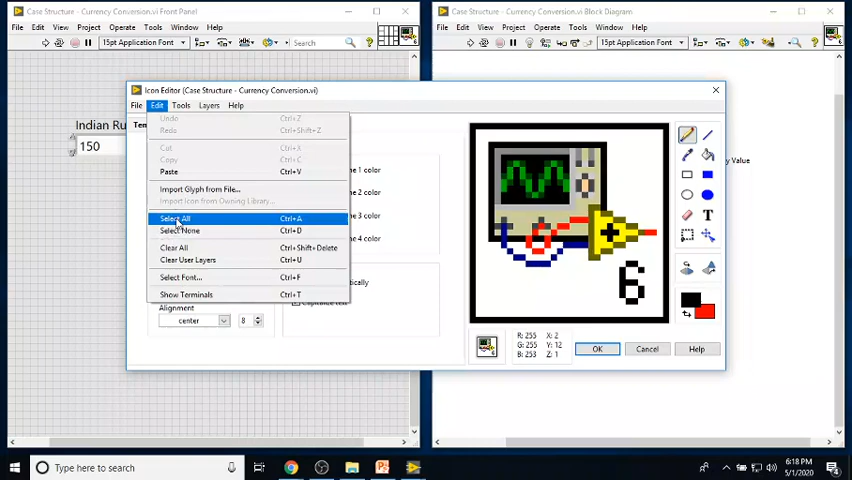 Case Structure - Currency Conversion.vi Front Panel
File Edit View Project Operate Tools Window
15pt Application Font
Search
Case Structure - Currency Conversion.vi Block Diagram
File Edit View Project Operate Tools Window
15pt Application Font
Icon Editor (Case Structure - Currency Conversion.vi)
File Edit Tools Layers Help
Undo Ctrl+Z
Redo Ctrl+Shift+Z
Cut Ctrl+X
Copy Ctrl+C
Paste Ctrl+V
Import Glyph from File...
Import Icon from Owning Library...
Select All Ctrl+A
Select None Ctrl+D
Clear All Ctrl+Shift+Delete
Clear User Layers Ctrl+U
Select Font... Ctrl+F
Show Terminals Ctrl+T
Indian Ru
150
color
color
color
color
Alignment
center
8
6
R: 255 X: 2
G: 255 Y: 12
B: 253 Z: 1
OK Cancel Help
y Value
Type here to search
6:18 PM
5/1/2020